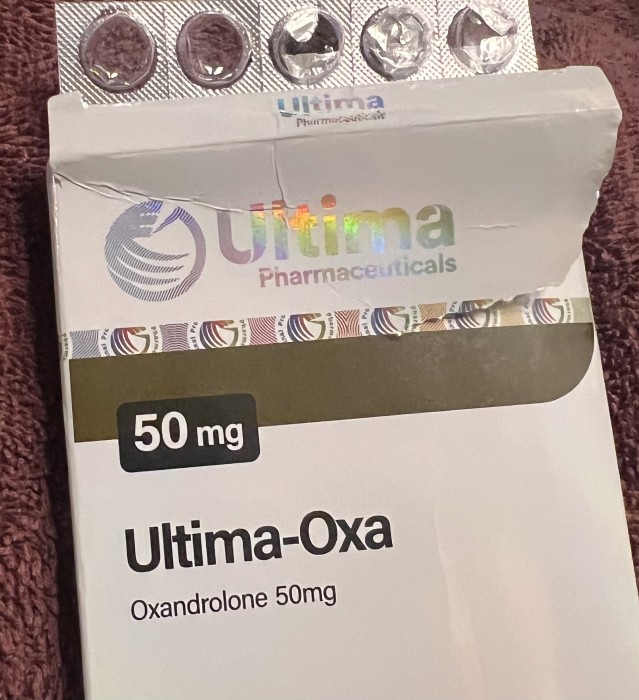 Ultima
Pharmaceuticals
Ultima
Pharmaceuticals
50 mg
Ultima-Oxa
Oxandrolone 50mg